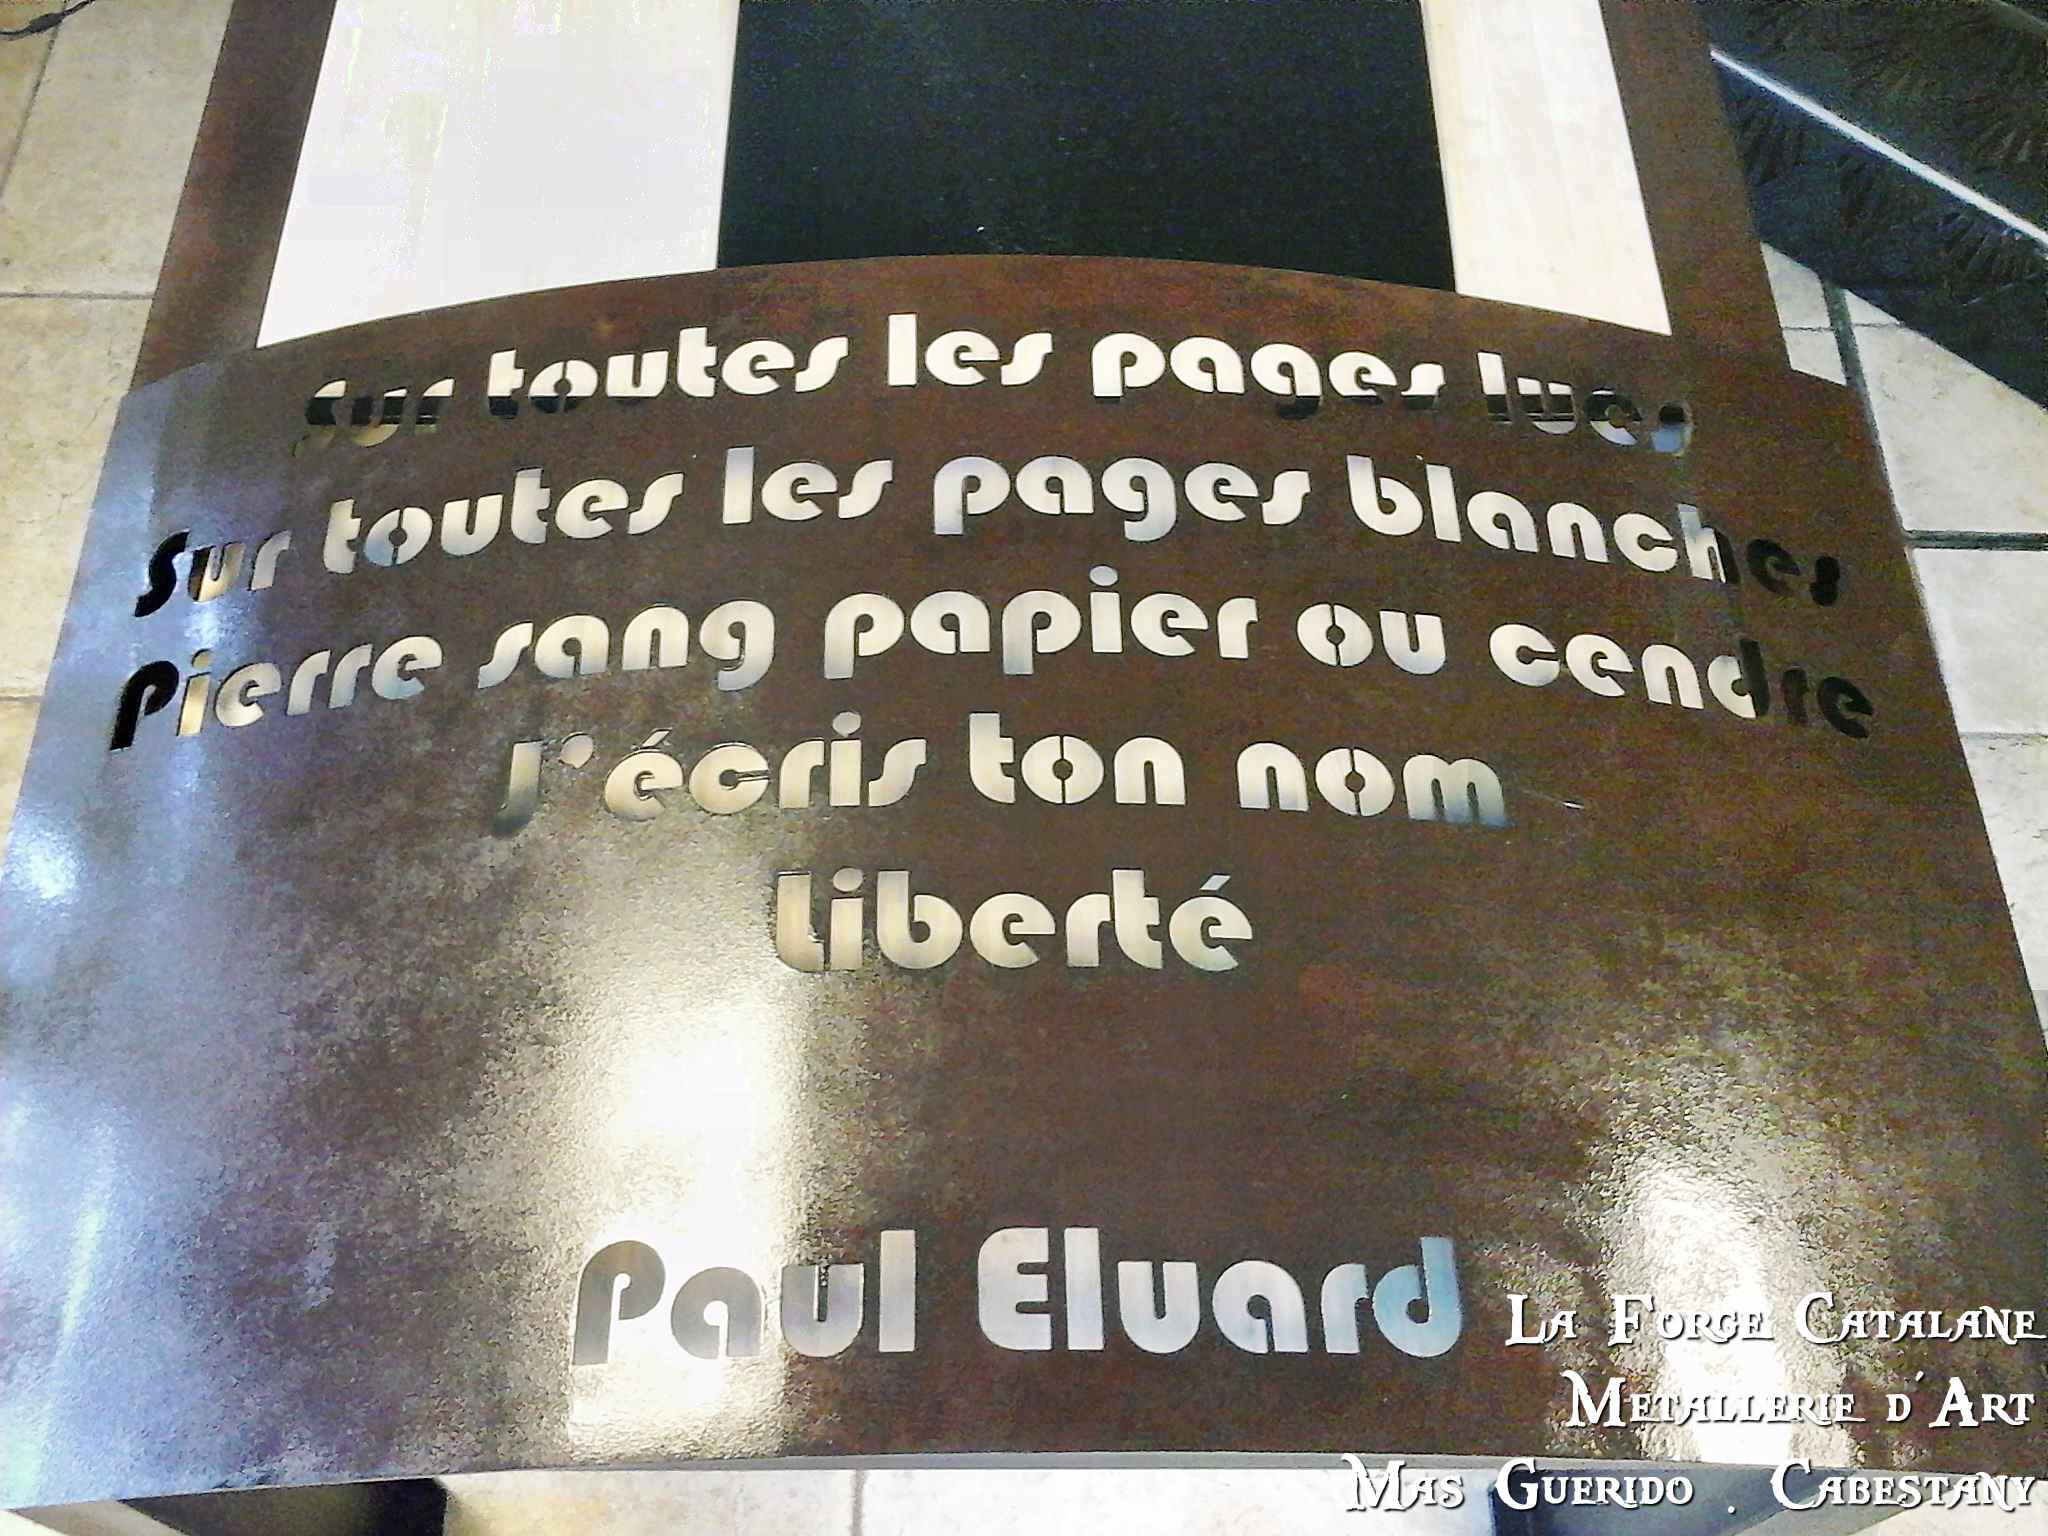 Sur toutes les pages lues
Sur toutes les pages blanches
Pierre sang papier ou cendre
J'écris ton nom
Liberté
Paul Eluard
La Forge Catalane
Metallerie d'Art
Mas Guerido . Cabestany